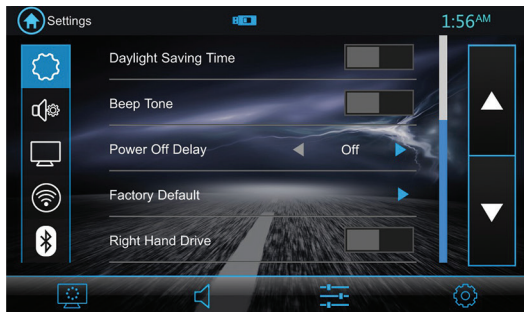 Settings
1:56AM
Daylight Saving Time
Beep Tone
Power Off Delay
Off
Factory Default
Right Hand Drive